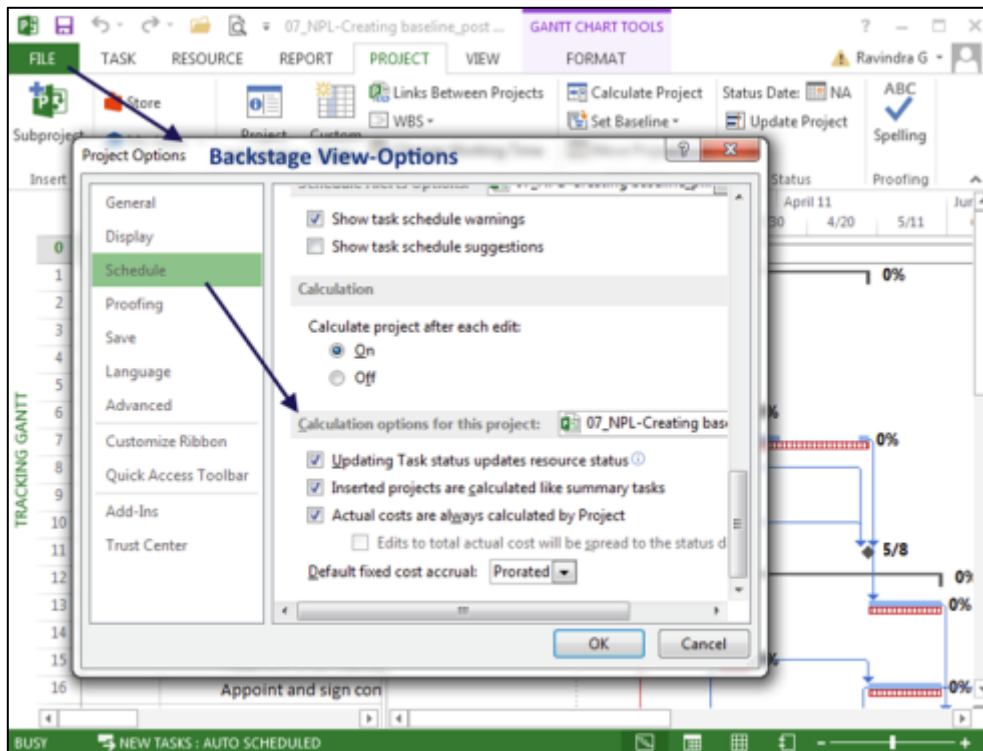 07_NPL-Creating baseline_post ...
GANTT CHART TOOLS
?
FILE TASK RESOURCE REPORT PROJECT VIEW FORMAT Ravindra G
Store
Subproject
Project
Custom
Links Between Projects
WBS
Calculate Project
Set Baseline
Status Date: NA
Update Project
ABC
Spelling
Insert
Status
Proofing
Project Options Backstage View-Options
?
General
Display
Schedule
Proofing
Save
Language
Advanced
Customize Ribbon
Quick Access Toolbar
Add-Ins
Trust Center
Show task schedule warnings
Show task schedule suggestions
Calculation
Calculate project after each edit:
On
Off
Calculation options for this project: 07_NPL-Creating bas
Updating Task status updates resource status
Inserted projects are calculated like summary tasks
Actual costs are always calculated by Project
Edits to total actual cost will be spread to the status d
Default fixed cost accrual: Prorated
OK Cancel
TRACKING GANTT
0
1
2
3
4
5
6
7
8
9
10
11
12
13
14
15
16
Appoint and sign con
April 11
Jun
30 4/20 5/11
0%
%
0%
5/8
0%
0%
%
0%
BUSY NEW TASKS : AUTO SCHEDULED